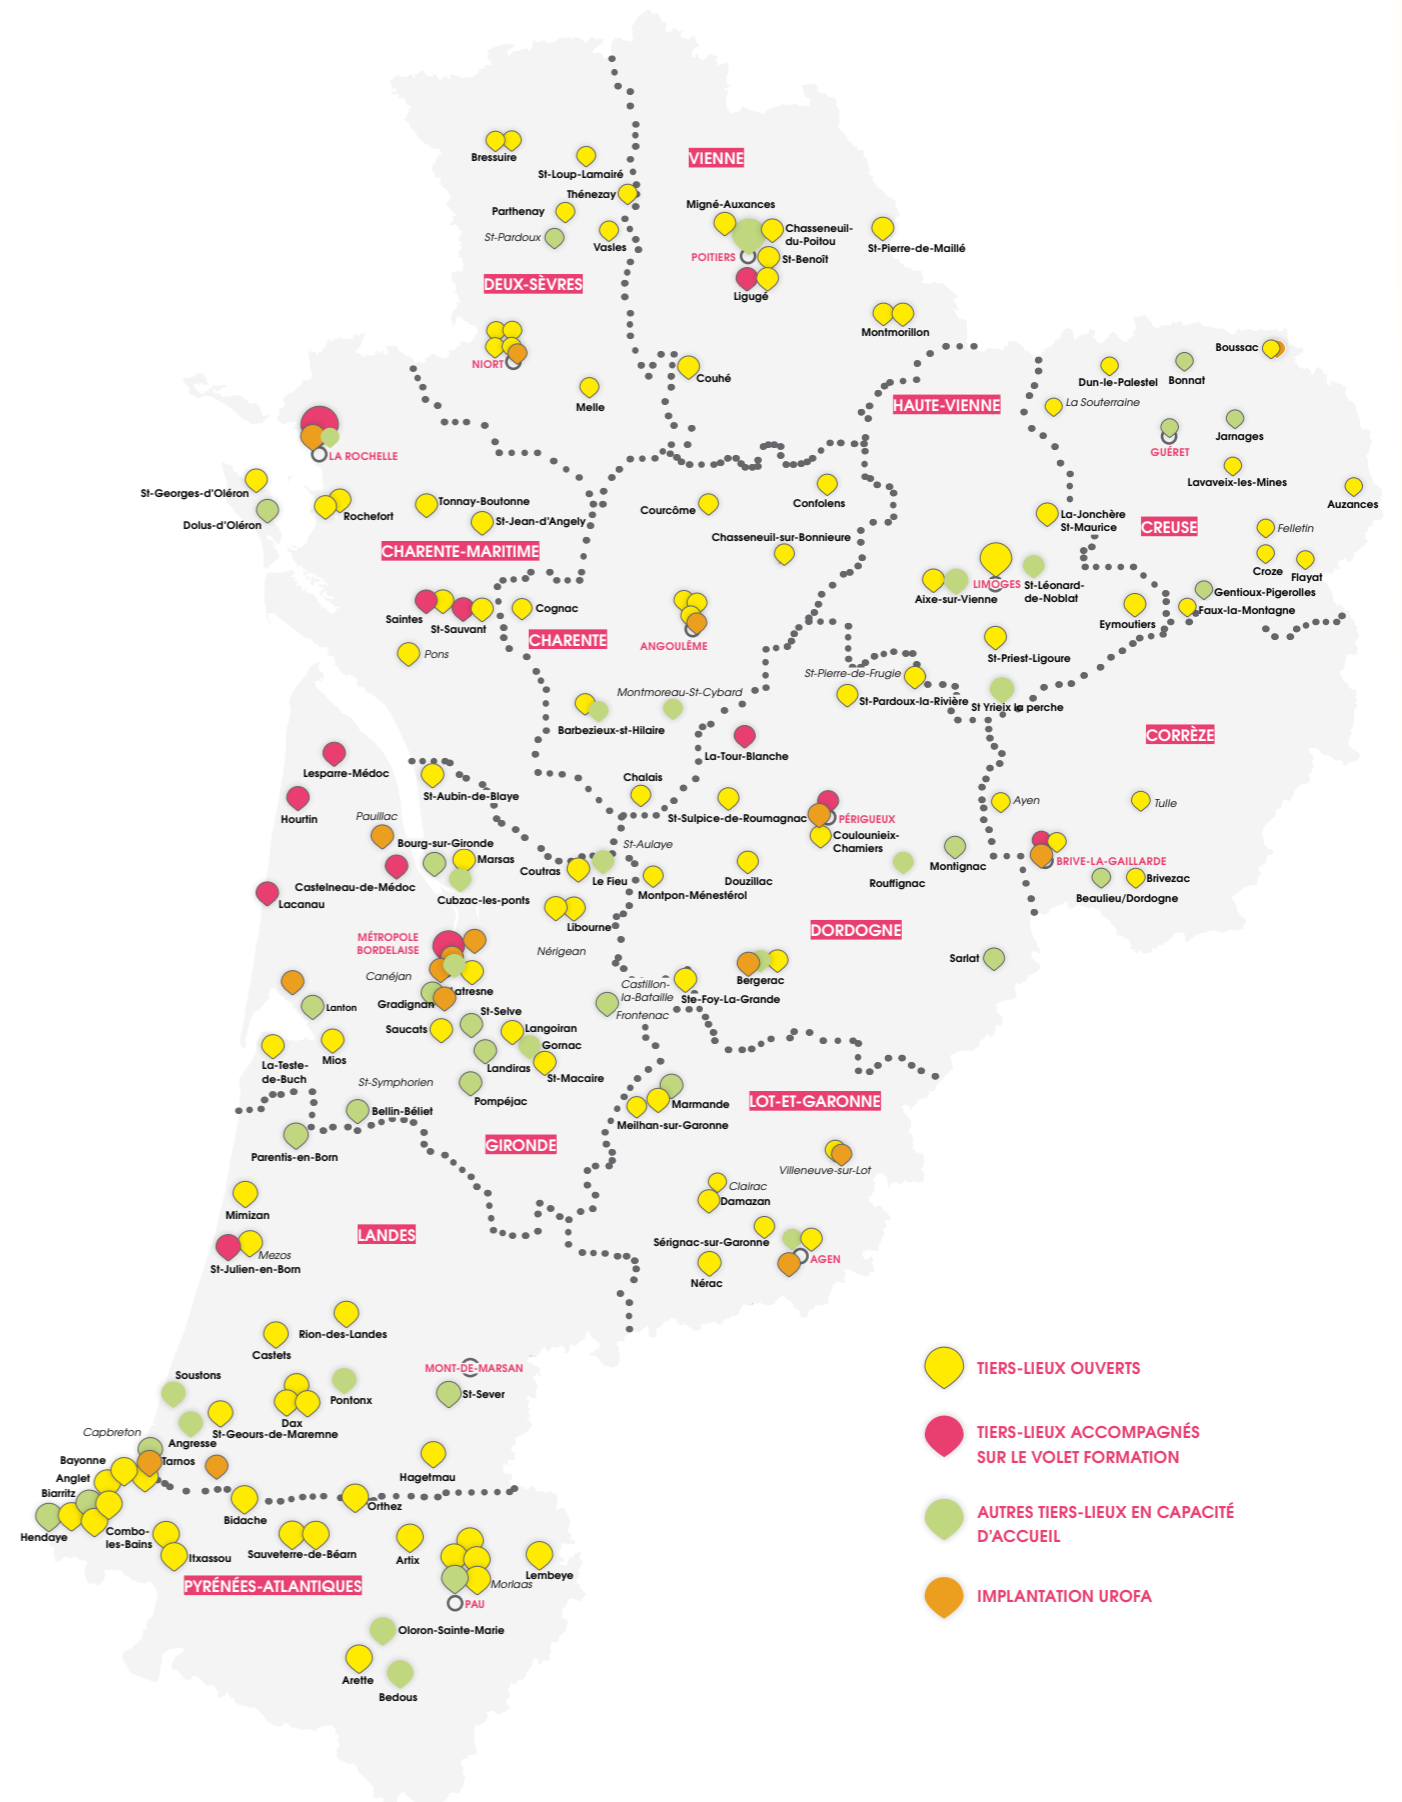 Bressuire
St-Loup-Lamairé
Thénezay
Parthenay
St-Pardoux
Vasles
DEUX-SÈVRES
NIORT
Melle
VIENNE
Migné-Auxances
Chasseneuil-
du-Poitou
POITIERS
St-Benoît
Ligugé
St-Pierre-de-Maillé
Montmorillon
Couhé
HAUTE-VIENNE
Dun-le-Palestel
Bonnat
Boussac
La Souterraine
GUÉRET
Jarnages
Lavaveix-les-Mines
Auzances
CREUSE
Felletin
Croze
Flayat
Gentioux-Pigerolles
Faux-la-Montagne
LA ROCHELLE
St-Georges-d'Oléron
Dolus-d'Oléron
Rochefort
Tonnay-Boutonne
St-Jean-d'Angely
CHARENTE-MARITIME
Saintes
St-Sauvant
Pons
Courcôme
Confolens
Chasseneuil-sur-Bonnieure
Cognac
CHARENTE
ANGOULÊME
Montmoreau-St-Cybard
Barbezieux-st-Hilaire
Chalais
La-Jonchère
St-Maurice
Aixe-sur-Vienne
LIMOGES
St-Léonard-
de-Noblat
Eymoutiers
St-Priest-Ligoure
St Yrieix la perche
St-Pierre-de-Frugie
St-Pardoux-la-Rivière
CORRÈZE
Ayen
Tulle
BRIVE-LA-GAILLARDE
Beaulieu/Dordogne
Brivezac
La-Tour-Blanche
St-Sulpice-de-Roumagnac
PÉRIGUEUX
Coulounieix-
Chamiers
St-Aulaye
Montpon-Ménestérol
Douzillac
Rouffignac
Montignac
DORDOGNE
Bergerac
Sarlat
Lesparre-Médoc
Hourtin
Pauillac
St-Aubin-de-Blaye
Bourg-sur-Gironde
Marsas
Castelneau-de-Médoc
Cubzac-les-ponts
Lacanau
Coutras
Le Fieu
Libourne
MÉTROPOLE
BORDELAISE
Nérigean
Canéjan
Latresne
Gradignan
Lanton
Castillon-
la-Bataille
Ste-Foy-La-Grande
Frontenac
St-Selve
Saucats
Langoiran
Gornac
Landiras
St-Macaire
Mios
La-Teste-
de-Buch
St-Symphorien
Pompéjac
Bellin-Béliet
GIRONDE
Marmande
Meilhan-sur-Garonne
LOT-ET-GARONNE
Villeneuve-sur-Lot
Clairac
Damazan
Sérignac-sur-Garonne
AGEN
Nérac
Parentis-en-Born
Mimizan
LANDES
Mezos
St-Julien-en-Born
Rion-des-Landes
Castets
MONT-DE-MARSAN
St-Sever
Soustons
Pontonx
Dax
St-Geours-de-Maremne
Angresse
Capbreton
Tarnos
Hagetmau
Bayonne
Anglet
Biarritz
Hendaye
Combo-
les-Bains
Itxassou
Bidache
Orthez
Sauveterre-de-Béarn
Artix
Morlaas
Lembeye
PAU
PYRÉNÉES-ATLANTIQUES
Oloron-Sainte-Marie
Arette
Bedous
TIERS-LIEUX OUVERTS
TIERS-LIEUX ACCOMPAGNÉS
SUR LE VOLET FORMATION
AUTRES TIERS-LIEUX EN CAPACITÉ
D'ACCUEIL
IMPLANTATION UROFA